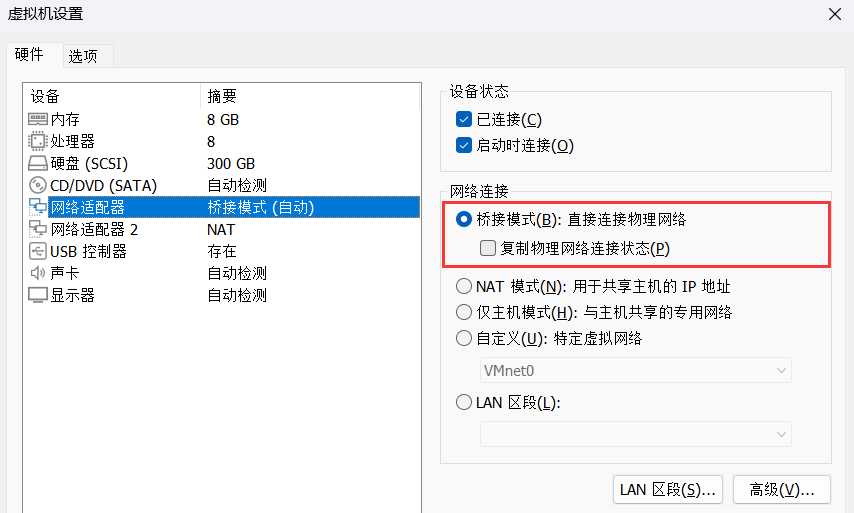 虚拟机设置
硬件 选项
设备 摘要
内存 8 GB
处理器 8
硬盘 (SCSI) 300 GB
CD/DVD (SATA) 自动检测
网络适配器 桥接模式 (自动)
网络适配器 2 NAT
USB 控制器 存在
声卡 自动检测
显示器 自动检测
设备状态
已连接(C)
启动时连接(O)
网络连接
桥接模式(B): 直接连接物理网络
复制物理网络连接状态(P)
NAT 模式(N): 用于共享主机的 IP 地址
仅主机模式(H): 与主机共享的专用网络
自定义(U): 特定虚拟网络
VMnet0
LAN 区段(L):
LAN 区段(S)... 高级(V)...